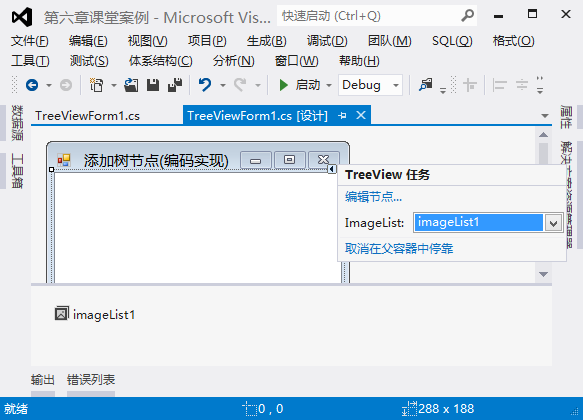 第六章课堂案例 - Microsoft Vis... 快速启动 (Ctrl+Q)
文件(F) 编辑(E) 视图(V) 项目(P) 生成(B) 调试(D) 团队(M) SQL(Q) 格式(O)
工具(T) 测试(S) 体系结构(C) 分析(N) 窗口(W) 帮助(H)
启动 Debug
数据源
工具箱
TreeViewForm1.cs TreeViewForm1.cs [设计]
属性
解决方案资源管理器
添加树节点(编码实现)
TreeView 任务
编辑节点...
ImageList: imageList1
取消在父容器中停靠
imageList1
输出 错误列表
就绪 0 , 0 288 x 188